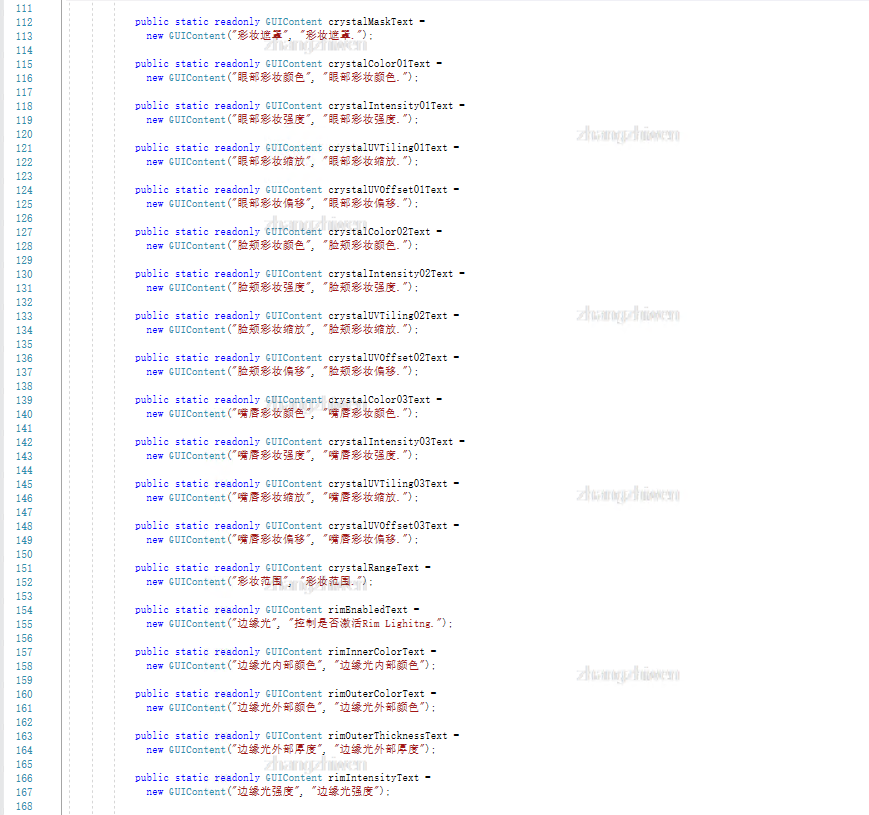 111
112 public static readonly GUIContent crystalMaskText =
113 new GUIContent("彩妆遮罩", "彩妆遮罩.");
114
115 public static readonly GUIContent crystalColor01Text =
116 new GUIContent("眼部彩妆颜色", "眼部彩妆颜色.");
117
118 public static readonly GUIContent crystalIntensity01Text =
119 new GUIContent("眼部彩妆强度", "眼部彩妆强度.");
120
121 public static readonly GUIContent crystalUVTiling01Text =
122 new GUIContent("眼部彩妆缩放", "眼部彩妆缩放.");
123
124 public static readonly GUIContent crystalUVOffset01Text =
125 new GUIContent("眼部彩妆偏移", "眼部彩妆偏移.");
126
127 public static readonly GUIContent crystalColor02Text =
128 new GUIContent("脸颊彩妆颜色", "脸颊彩妆颜色.");
129
130 public static readonly GUIContent crystalIntensity02Text =
131 new GUIContent("脸颊彩妆强度", "脸颊彩妆强度.");
132
133 public static readonly GUIContent crystalUVTiling02Text =
134 new GUIContent("脸颊彩妆缩放", "脸颊彩妆缩放.");
135
136 public static readonly GUIContent crystalUVOffset02Text =
137 new GUIContent("脸颊彩妆偏移", "脸颊彩妆偏移.");
138
139 public static readonly GUIContent crystalColor03Text =
140 new GUIContent("嘴唇彩妆颜色", "嘴唇彩妆颜色.");
141
142 public static readonly GUIContent crystalIntensity03Text =
143 new GUIContent("嘴唇彩妆强度", "嘴唇彩妆强度.");
144
145 public static readonly GUIContent crystalUVTiling03Text =
146 new GUIContent("嘴唇彩妆缩放", "嘴唇彩妆缩放.");
147
148 public static readonly GUIContent crystalUVOffset03Text =
149 new GUIContent("嘴唇彩妆偏移", "嘴唇彩妆偏移.");
150
151 public static readonly GUIContent crystalRangeText =
152 new GUIContent("彩妆范围", "彩妆范围.");
153
154 public static readonly GUIContent rimEnabledText =
155 new GUIContent("边缘光", "控制是否激活Rim Lighitng.");
156
157 public static readonly GUIContent rimInnerColorText =
158 new GUIContent("边缘光内部颜色", "边缘光内部颜色");
159
160 public static readonly GUIContent rimOuterColorText =
161 new GUIContent("边缘光外部颜色", "边缘光外部颜色");
162
163 public static readonly GUIContent rimOuterThicknessText =
164 new GUIContent("边缘光外部厚度", "边缘光外部厚度");
165
166 public static readonly GUIContent rimIntensityText =
167 new GUIContent("边缘光强度", "边缘光强度");
168
zhangzhiwen
zhangzhiwen
zhangzhiwen
zhangzhiwen
zhangzhiwen
zhangzhiwen
zhangzhiwen
zhangzhiwen
zhangzhiwen